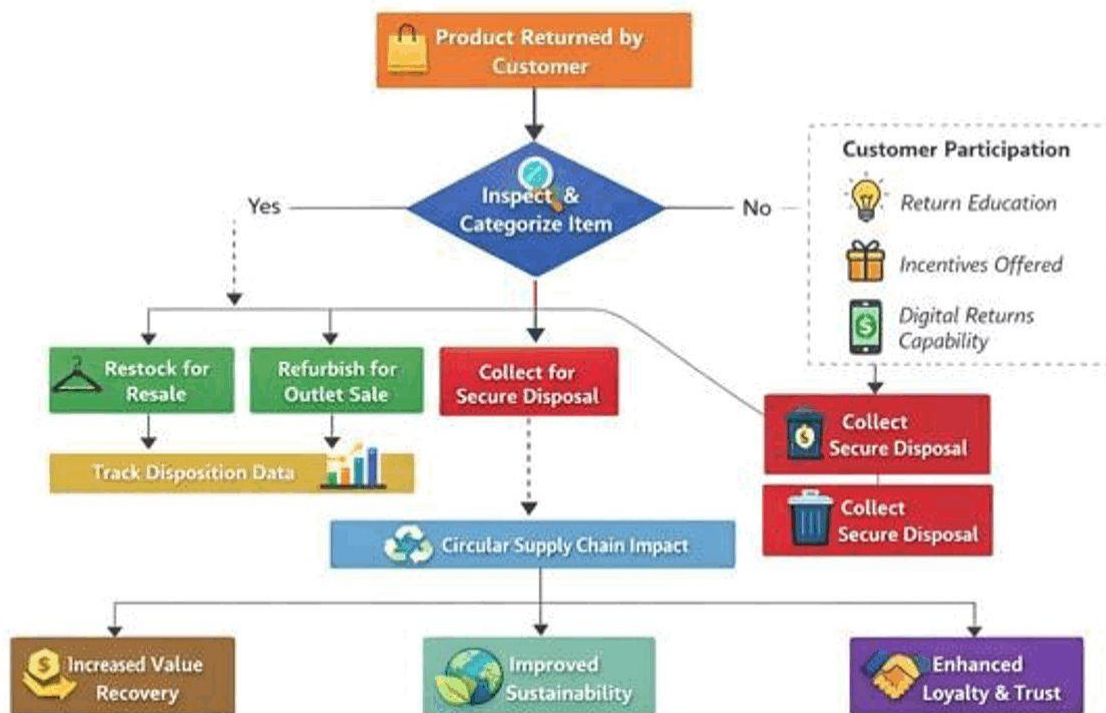 Product Returned by
Customer
Inspect &
Categorize Item
Yes
No
Customer Participation
Return Education
Incentives Offered
Digital Returns
Capability
Restock for
Resale
Refurbish for
Outlet Sale
Collect for
Secure Disposal
Collect
Secure Disposal
Track Disposition Data
Collect
Secure Disposal
Circular Supply Chain Impact
Increased Value
Recovery
Improved
Sustainability
Enhanced
Loyalty & Trust